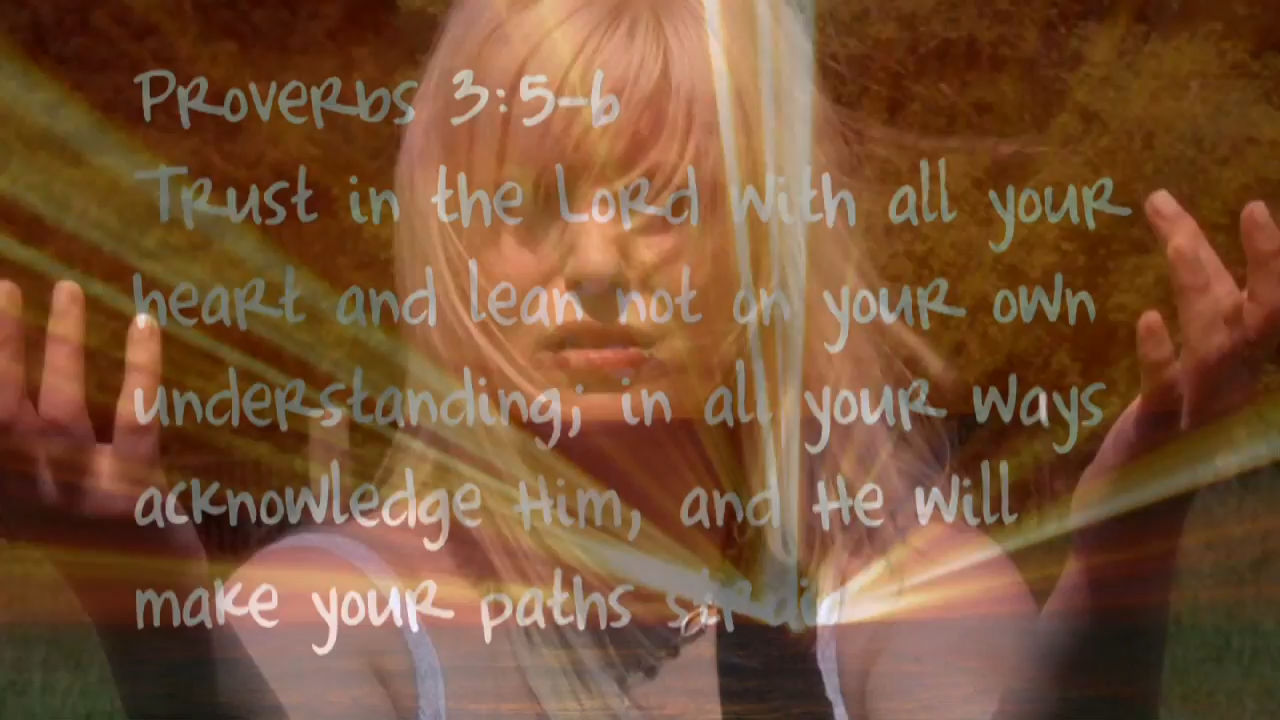 Proverbs 3:5-6
Trust in the Lord with all your
heart and lean not on your own
understanding; in all your ways
acknowledge Him, and He will
make your paths